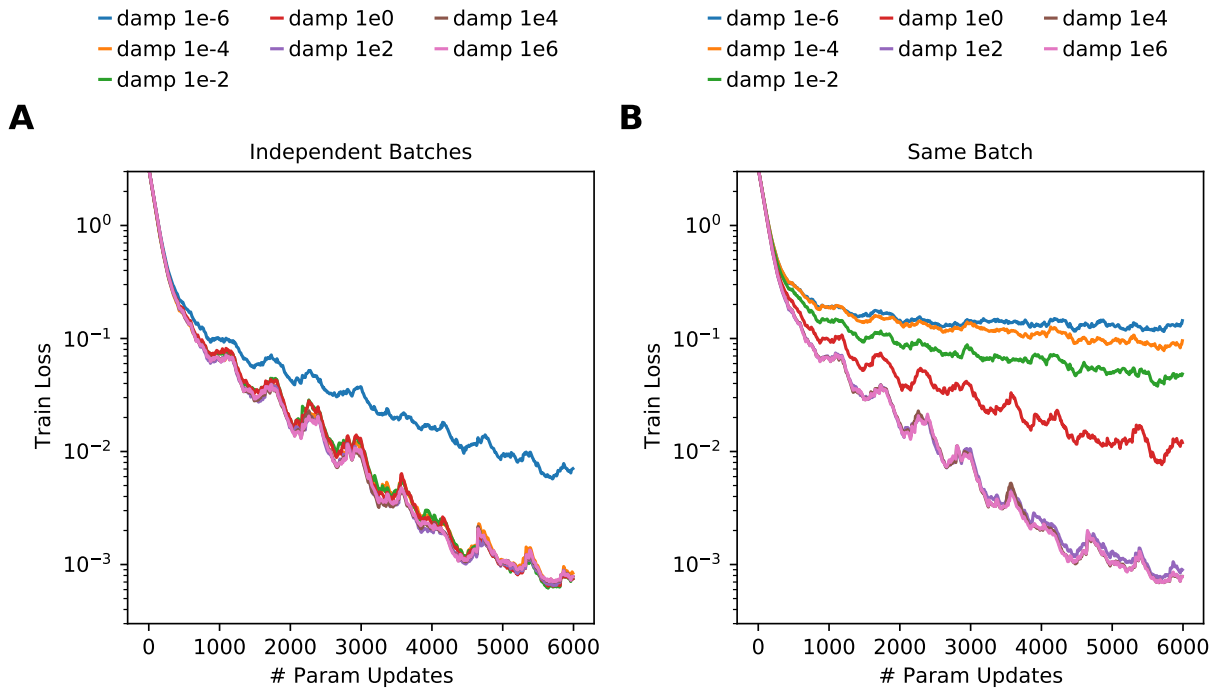 damp 1e-6 damp 1e0 damp 1e4
damp 1e-4 damp 1e2 damp 1e6
damp 1e-2
A
Independent Batches
10^0
10^-1
10^-2
10^-3
Train Loss
0 1000 2000 3000 4000 5000 6000
# Param Updates
damp 1e-6 damp 1e0 damp 1e4
damp 1e-4 damp 1e2 damp 1e6
damp 1e-2
B
Same Batch
10^0
10^-1
10^-2
10^-3
Train Loss
0 1000 2000 3000 4000 5000 6000
# Param Updates